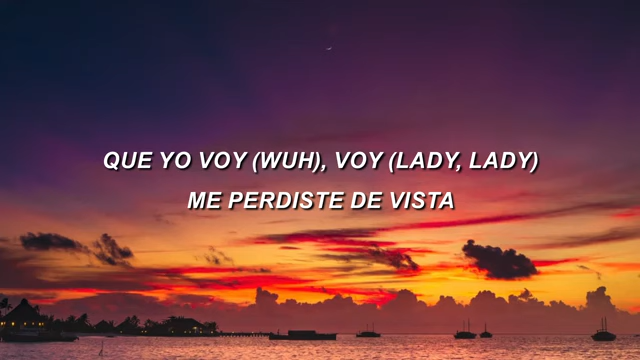 QUE YO VOY (WUH), VOY (LADY, LADY)
ME PERDISTE DE VISTA